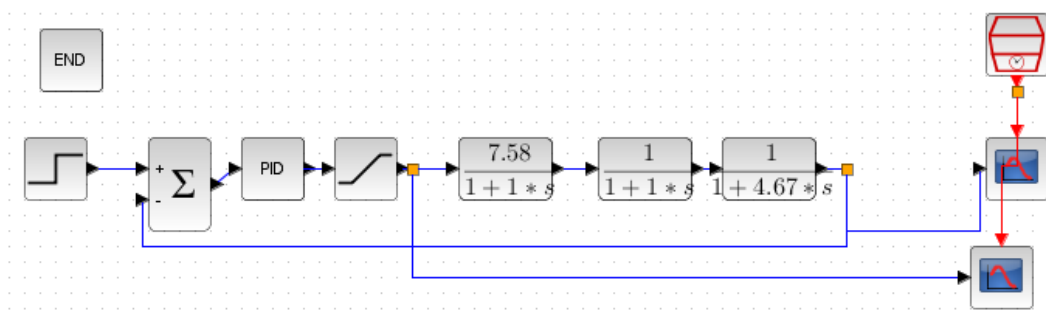 END
+
-
Σ
PID
7.58
1 + 1 * s
1
1 + 1 * s
1
1 + 4.67 * s